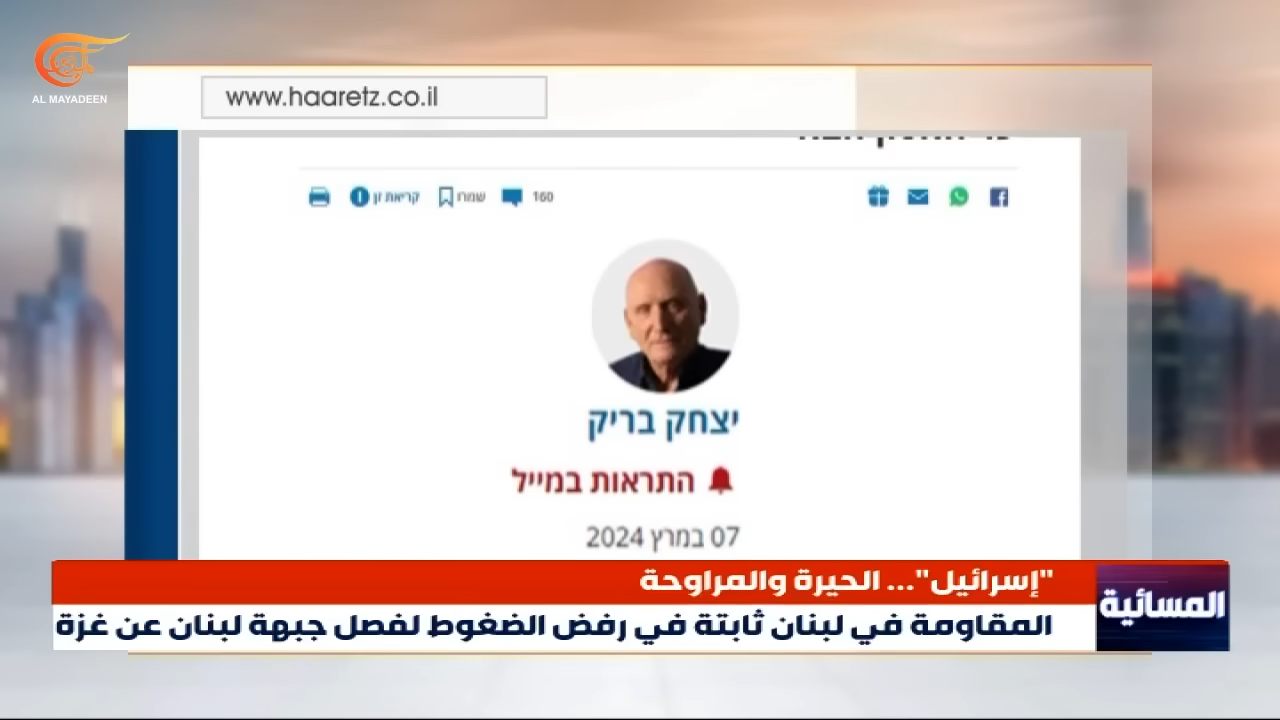 AL MAYADEEN
www.haaretz.co.il
קריאת זן שמרו 160
יצחק בריק
התראות במייל
07 במרץ 2024
"إسرائيل"... الحيرة والمراوحة
المسائية
المقاومة في لبنان ثابتة في رفض الضغوط لفصل جبهة لبنان عن غزة